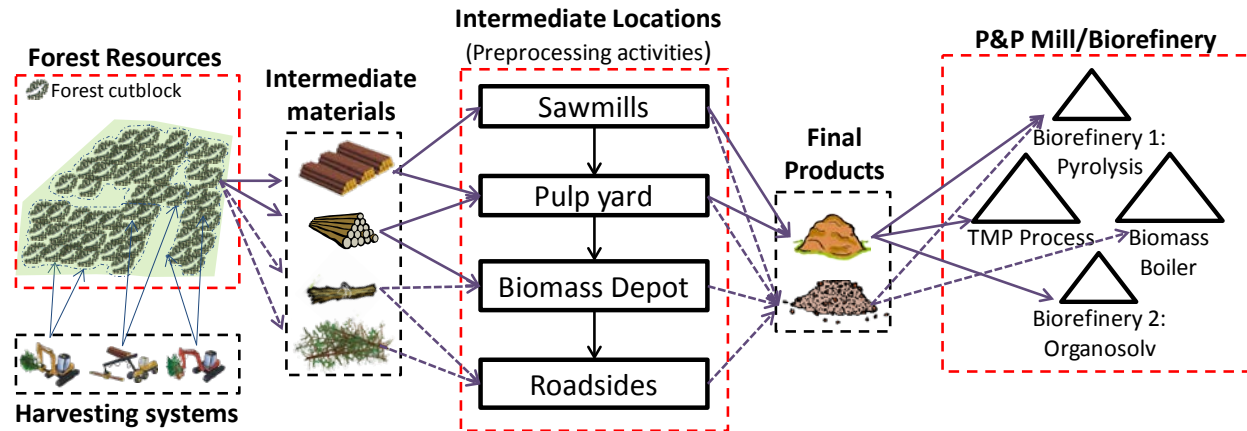 Forest Resources
Forest cutblock
Harvesting systems
Intermediate
materials
Intermediate Locations
(Preprocessing activities)
Sawmills
Pulp yard
Biomass Depot
Roadsides
Final
Products
P&P Mill/Biorefinery
Biorefinery 1:
Pyrolysis
TMP Process
Biomass
Boiler
Biorefinery 2:
Organosolv